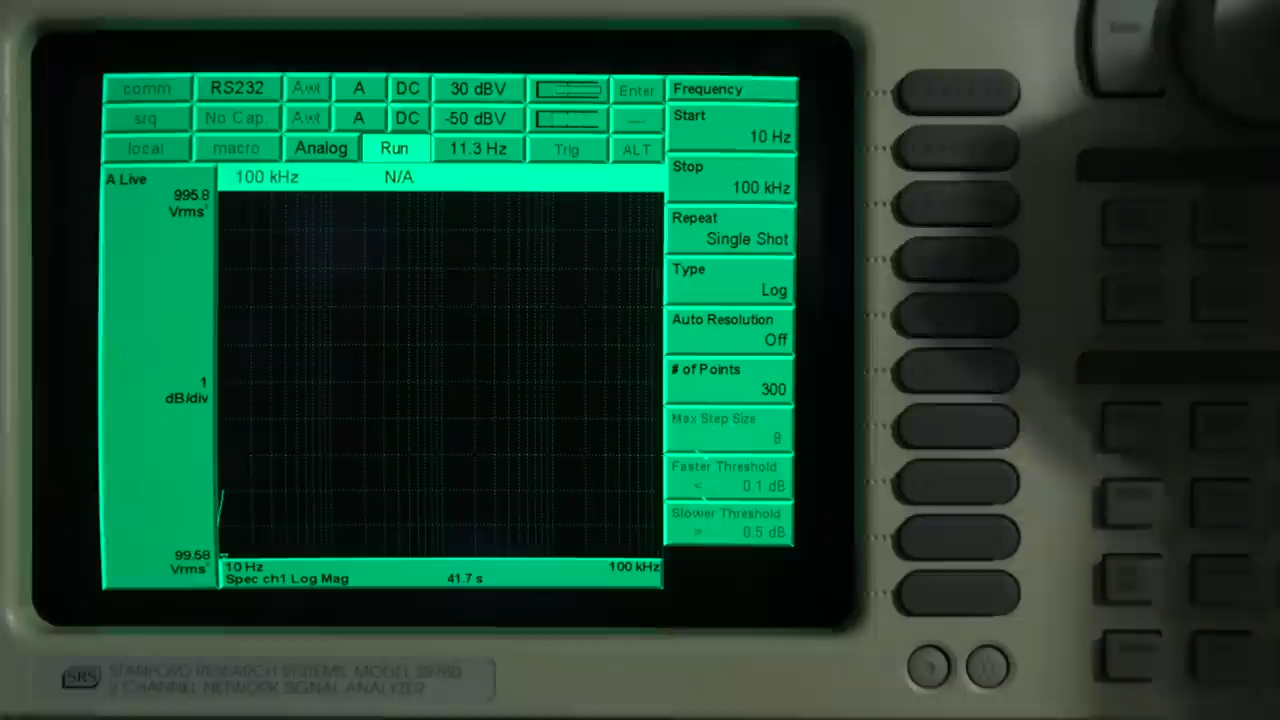 comm RS232 Awt A DC 30 dBV Enter
srq No Cap. Awt A DC -50 dBV
local macro Analog Run 11.3 Hz Trig ALT
100 kHz N/A
A Live
995.8
Vrms²
1
dB/div
99.58
Vrms²
10 Hz 100 kHz
Spec ch1 Log Mag 41.7 s
Frequency
Start
10 Hz
Stop
100 kHz
Repeat
Single Shot
Type
Log
Auto Resolution
Off
# of Points
300
Max Step Size
8
Faster Threshold
< 0.1 dB
Slower Threshold
> 0.5 dB
SRS STANFORD RESEARCH SYSTEMS MODEL SR780
2 CHANNEL NETWORK SIGNAL ANALYZER